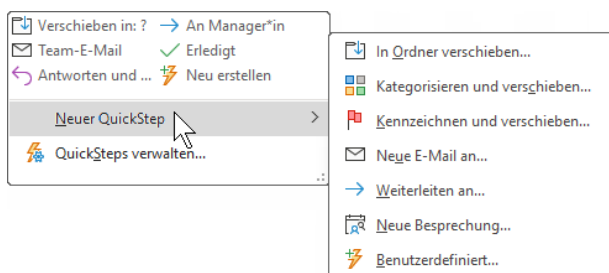 Verschieben in: ? An Manager*in
Team-E-Mail Erledigt
Antworten und ... Neu erstellen
Neuer QuickStep
QuickSteps verwalten...
In Ordner verschieben...
Kategorisieren und verschieben...
Kennzeichnen und verschieben...
Neue E-Mail an...
Weiterleiten an...
Neue Besprechung...
Benutzerdefiniert...